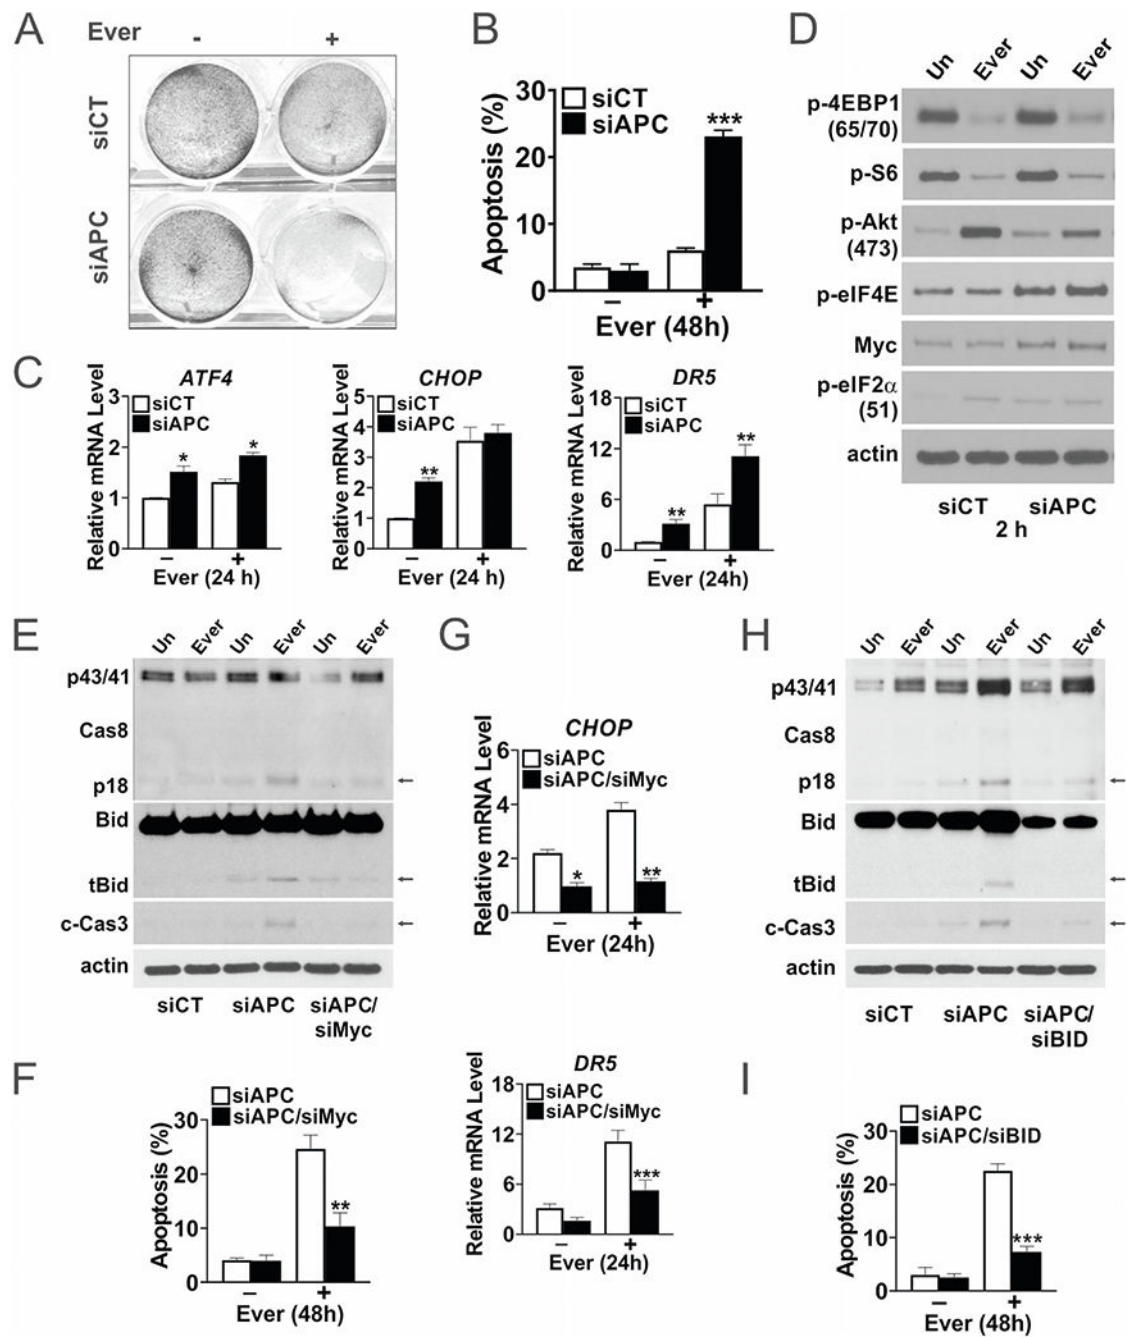 A
Ever - +
siCT
siAPC
B
Apoptosis (%)
30
20
10
0
siCT
siAPC
***
− +
Ever (48h)
C
ATF4
Relative mRNA Level
3
2
1
0
siCT
siAPC
* *
− +
Ever (24 h)
CHOP
Relative mRNA Level
5
4
3
2
1
0
siCT
siAPC
**
− +
Ever (24 h)
DR5
Relative mRNA Level
18
12
6
0
siCT
siAPC
** **
− +
Ever (24h)
D
Un Ever Un Ever
p-4EBP1
(65/70)
p-S6
p-Akt
(473)
p-eIF4E
Myc
p-eIF2α
(51)
actin
siCT siAPC
2 h
E
Un Ever Un Ever Un Ever
p43/41
Cas8
p18
Bid
tBid
c-Cas3
actin
siCT siAPC siAPC/
siMyc
F
Apoptosis (%)
30
20
10
0
siAPC
siAPC/siMyc
**
− +
Ever (48h)
G
CHOP
Relative mRNA Level
6
4
2
0
siAPC
siAPC/siMyc
* **
− +
Ever (24h)
DR5
Relative mRNA Level
18
12
6
0
siAPC
siAPC/siMyc
***
− +
Ever (24h)
H
Un Ever Un Ever Un Ever
p43/41
Cas8
p18
Bid
tBid
c-Cas3
actin
siCT siAPC siAPC/
siBID
I
Apoptosis (%)
30
20
10
0
siAPC
siAPC/siBID
***
− +
Ever (48h)